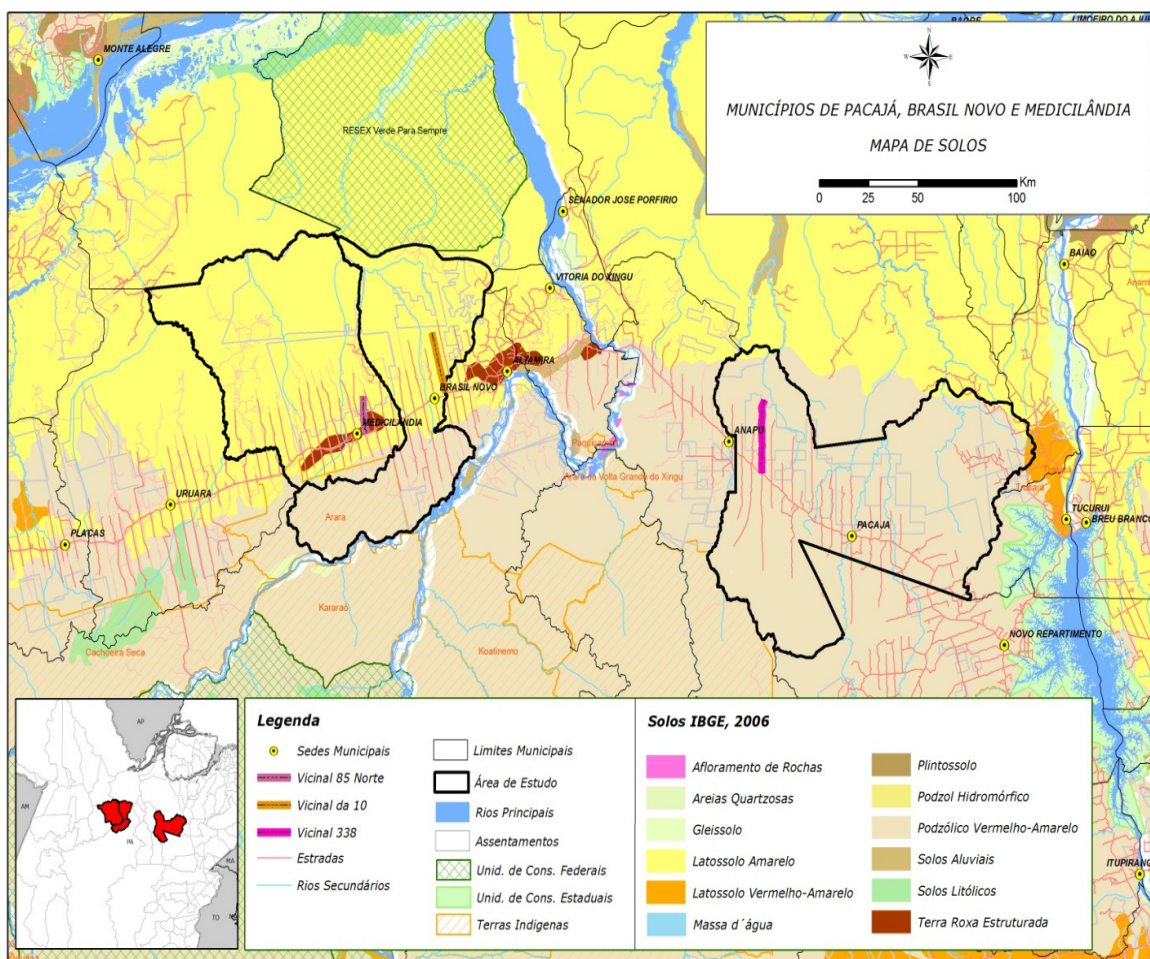 MUNICÍPIOS DE PACAJÁ, BRASIL NOVO E MEDICILÂNDIA
MAPA DE SOLOS
N
W E
S
0 25 50 100 Km
MONTE ALEGRE
RESEX Verde Para Sempre
SENADOR JOSE PORFIRIO
VITORIA DO XINGU
BAIAO
ALTAMIRA
BRASIL NOVO
MEDICILANDIA
ANAPU
URUARA
Arara
Arara da Volta Grande do Xingu
PLACAS
PACAJA
TUCURUI
BREU BRANCO
Kararaô
Koatinemo
Cachoeira Seca
NOVO REPARTIMENTO
ITUPIRANG
AP
AM
PA
MA
TO
Legenda
Sedes Municipais
Vicinal 85 Norte
Vicinal da 10
Vicinal 338
Estradas
Rios Secundários
Limites Municipais
Área de Estudo
Rios Principais
Assentamentos
Unid. de Cons. Federais
Unid. de Cons. Estaduais
Terras Indigenas
Solos IBGE, 2006
Afloramento de Rochas
Areias Quartzosas
Gleissolo
Latossolo Amarelo
Latossolo Vermelho-Amarelo
Massa d´água
Plintossolo
Podzol Hidromórfico
Podzólico Vermelho-Amarelo
Solos Aluviais
Solos Litólicos
Terra Roxa Estruturada